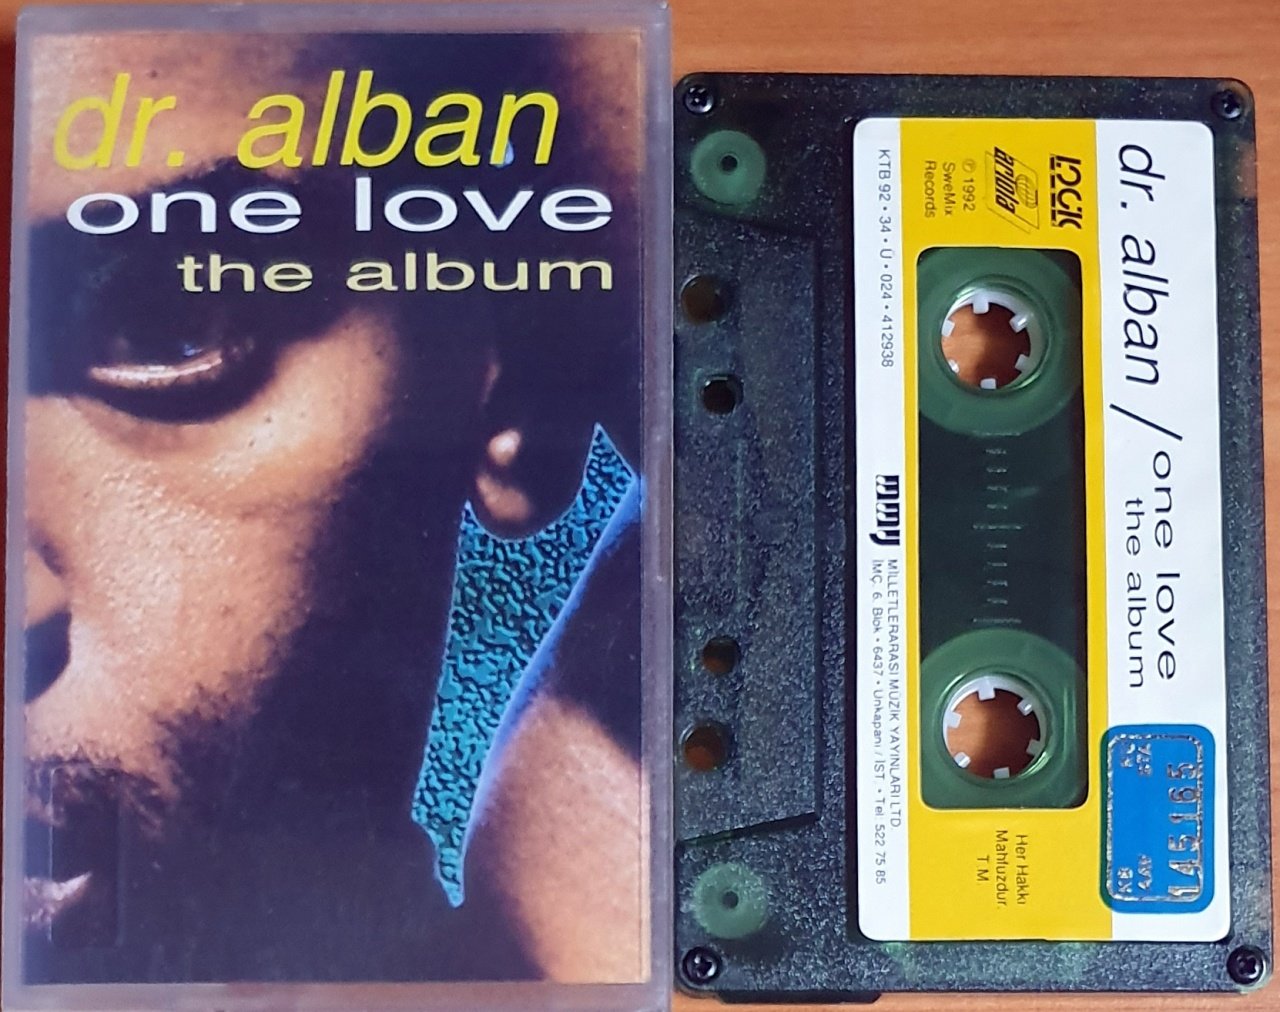 dr. alban
one love
the album
dr. alban / one love
the album
ariola
℗ 1992
SweMix
Records
KTB 92 • 34 • Ü • 024 • 412938
MİLLETLERARASI MÜZİK YAYINLARI LTD.
İMÇ. 6. Blok • 6437 • Unkapanı / İST. • Tel: 522 75 85
Her Hakkı
Mahfuzdur.
T.M.